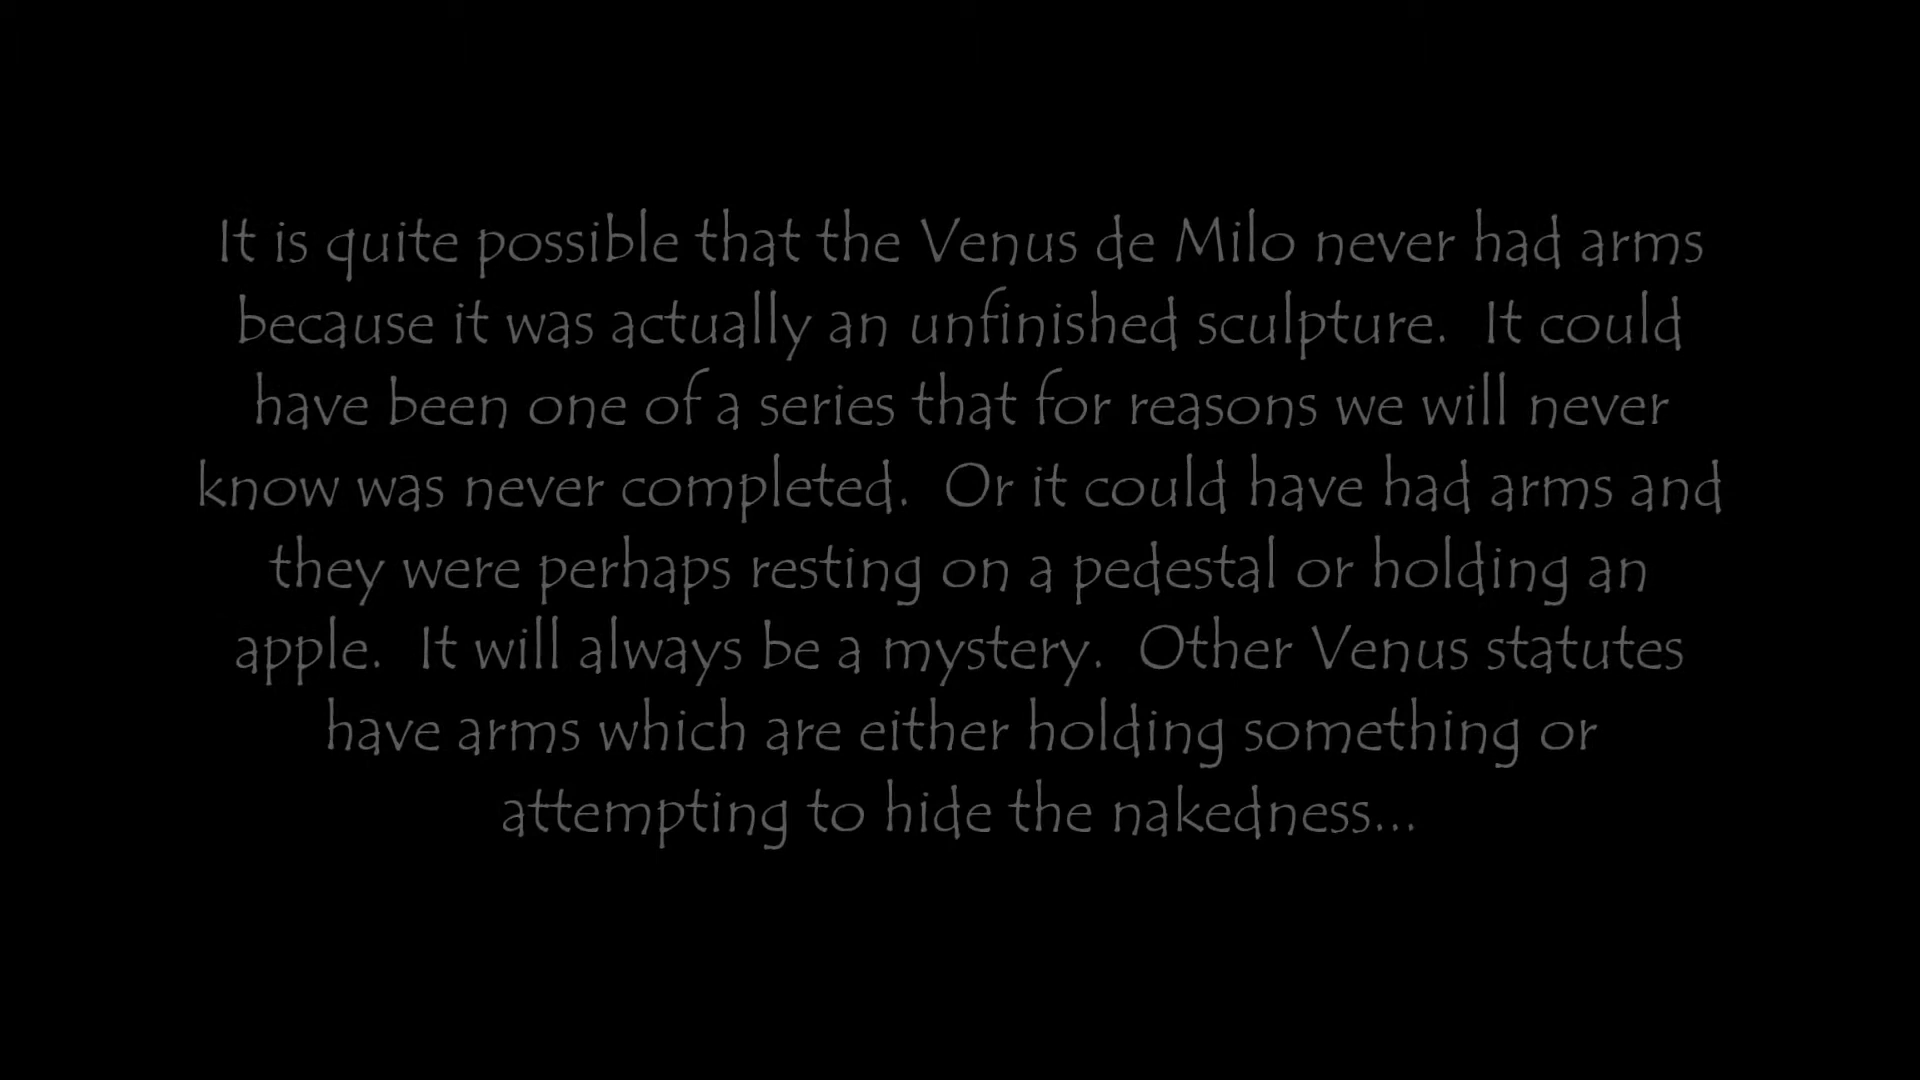 It is quite possible that the Venus de Milo never had arms
because it was actually an unfinished sculpture.  It could
have been one of a series that for reasons we will never
know was never completed.  Or it could have had arms and
they were perhaps resting on a pedestal or holding an
apple.  It will always be a mystery.  Other Venus statutes
have arms which are either holding something or
attempting to hide the nakedness...